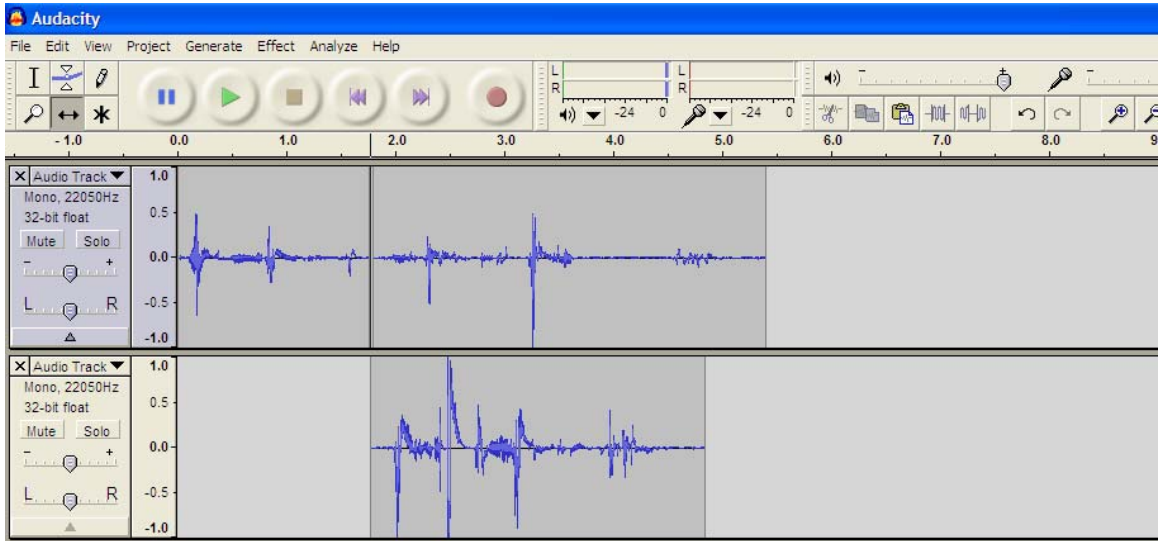 Audacity
File Edit View Project Generate Effect Analyze Help
L
R
-24 0
L
R
-24 0
- +
-
- 1.0 0.0 1.0 2.0 3.0 4.0 5.0 6.0 7.0 8.0 9
X Audio Track
Mono, 22050Hz
32-bit float
Mute Solo
- +
L R
1.0
0.5
0.0
-0.5
-1.0
X Audio Track
Mono, 22050Hz
32-bit float
Mute Solo
- +
L R
1.0
0.5
0.0
-0.5
-1.0